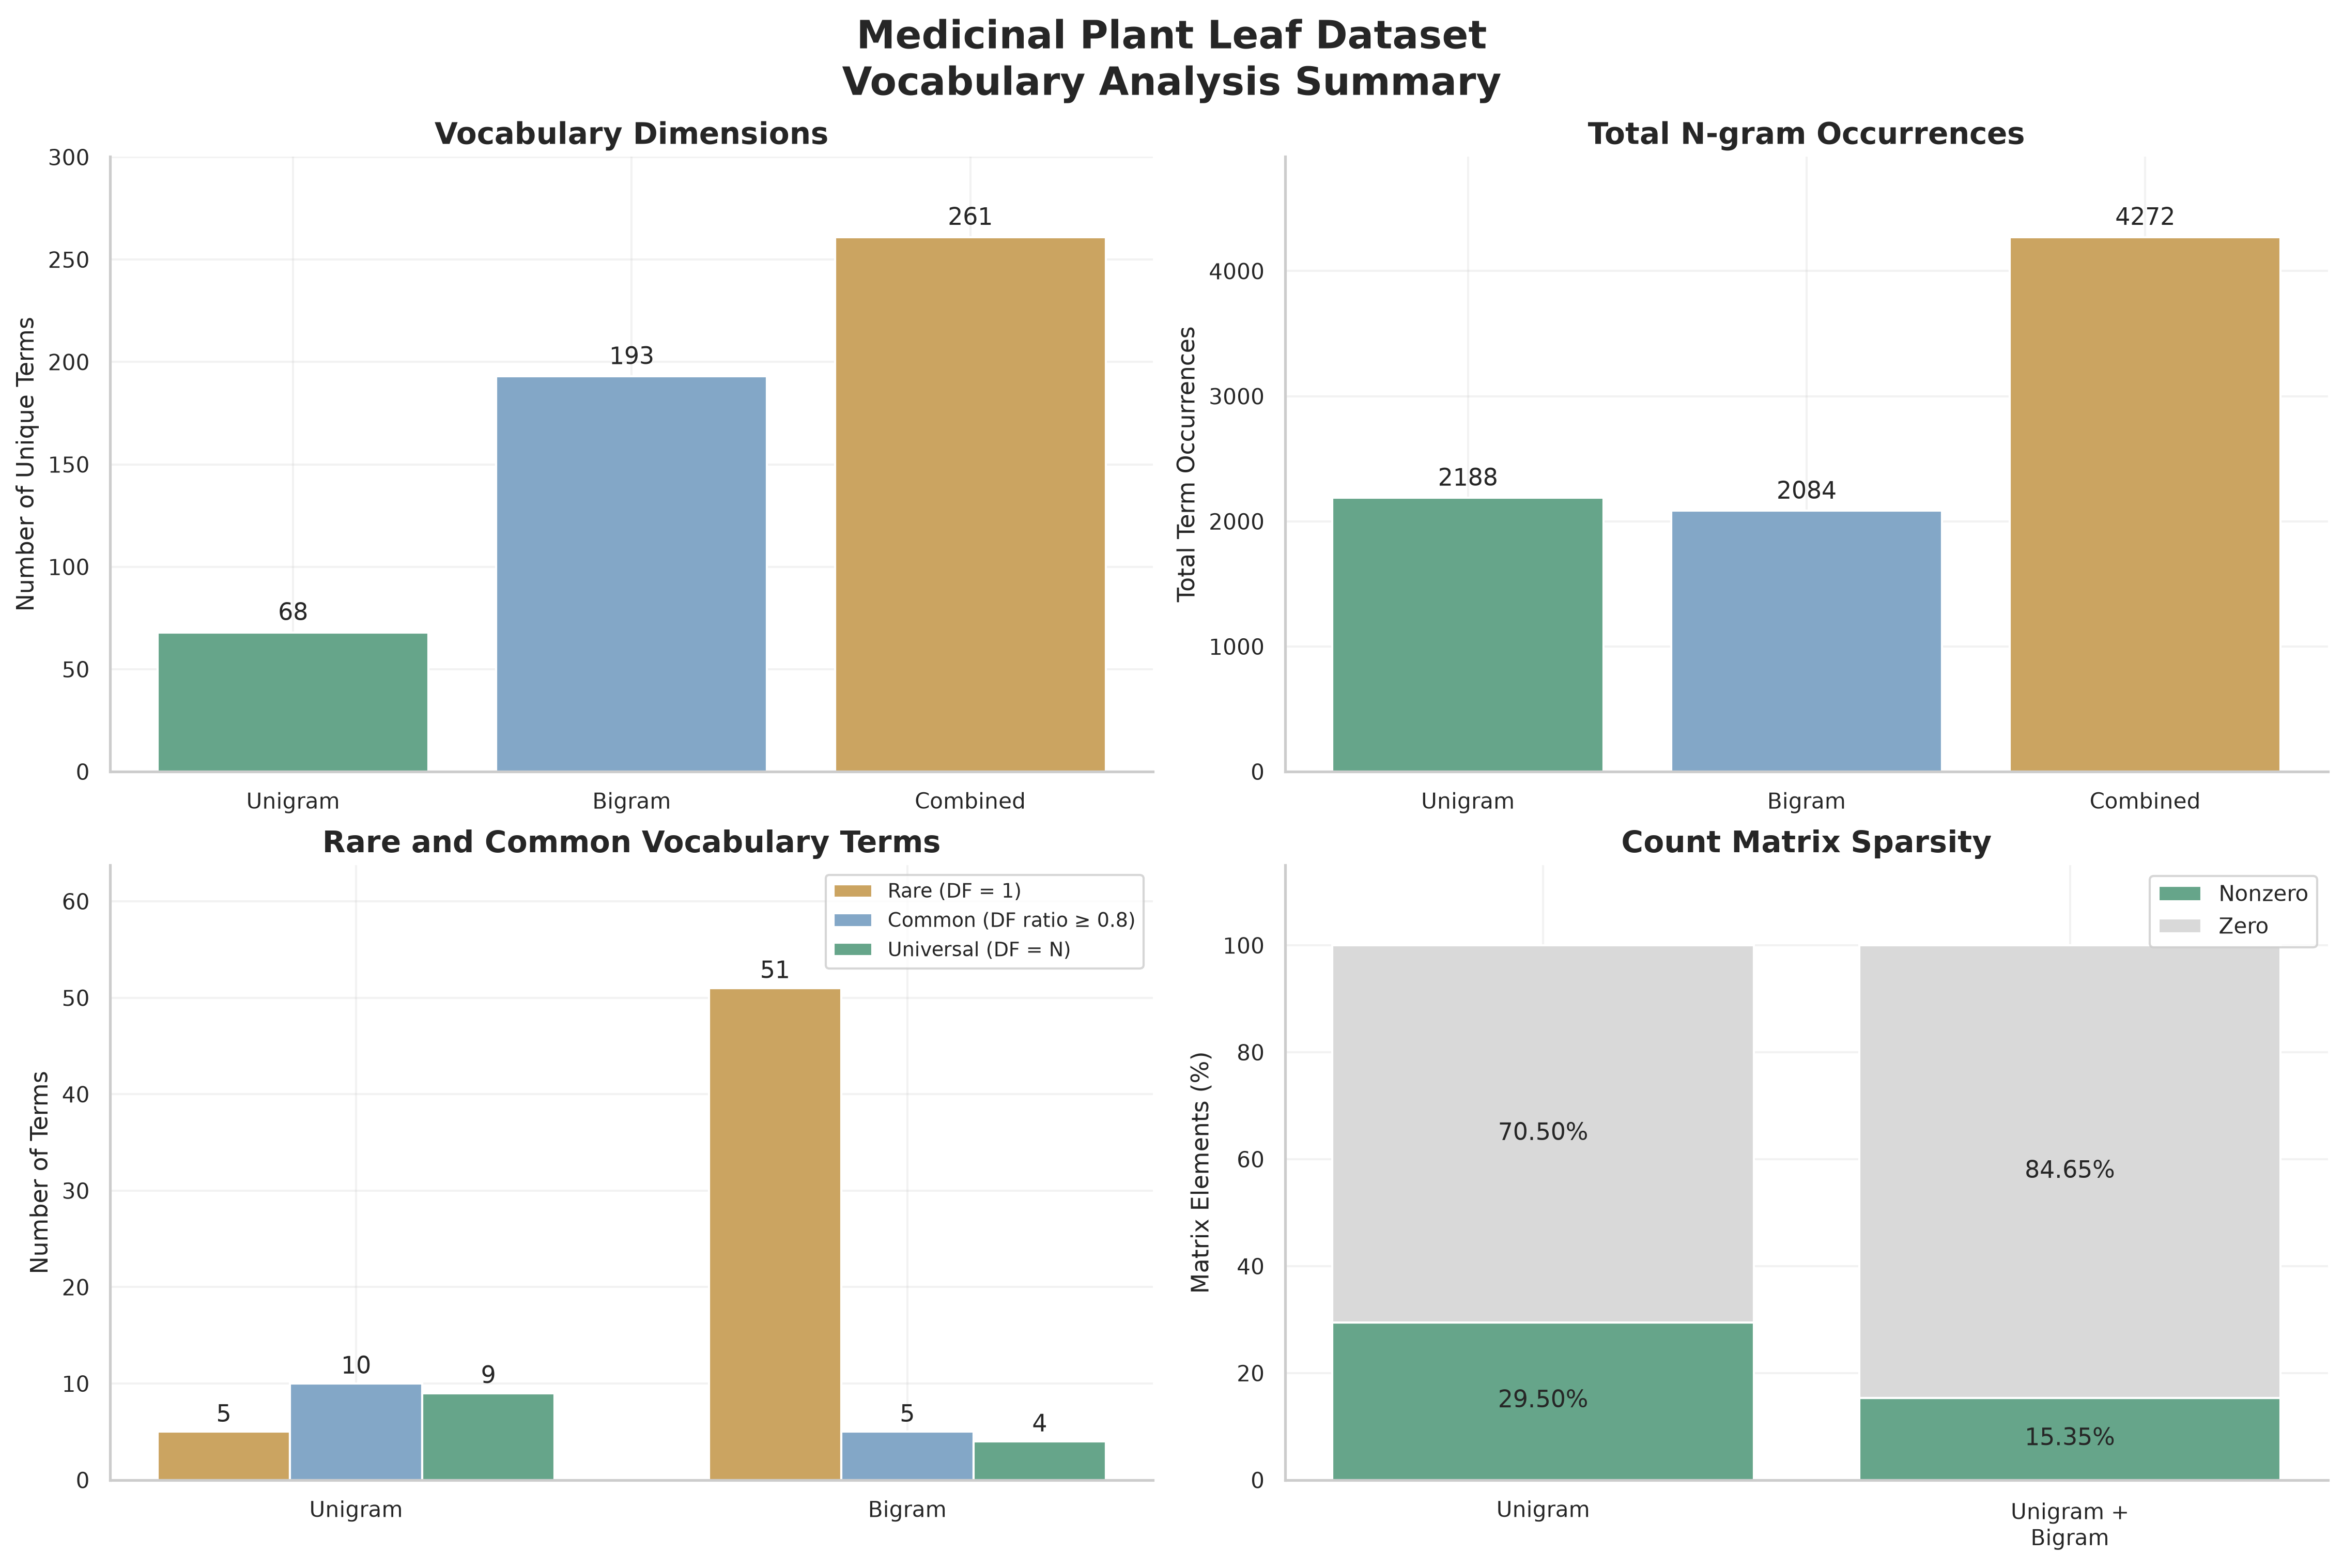 Medicinal Plant Leaf Dataset
Vocabulary Analysis Summary
Vocabulary Dimensions
Number of Unique Terms
300
250
200
150
100
50
0
68
193
261
Unigram
Bigram
Combined
Total N-gram Occurrences
Total Term Occurrences
4000
3000
2000
1000
0
2188
2084
4272
Unigram
Bigram
Combined
Rare and Common Vocabulary Terms
Number of Terms
60
50
40
30
20
10
0
Rare (DF = 1)
Common (DF ratio ≥ 0.8)
Universal (DF = N)
5
10
9
51
5
4
Unigram
Bigram
Count Matrix Sparsity
Matrix Elements (%)
100
80
60
40
20
0
Nonzero
Zero
70.50%
29.50%
84.65%
15.35%
Unigram
Unigram +
Bigram